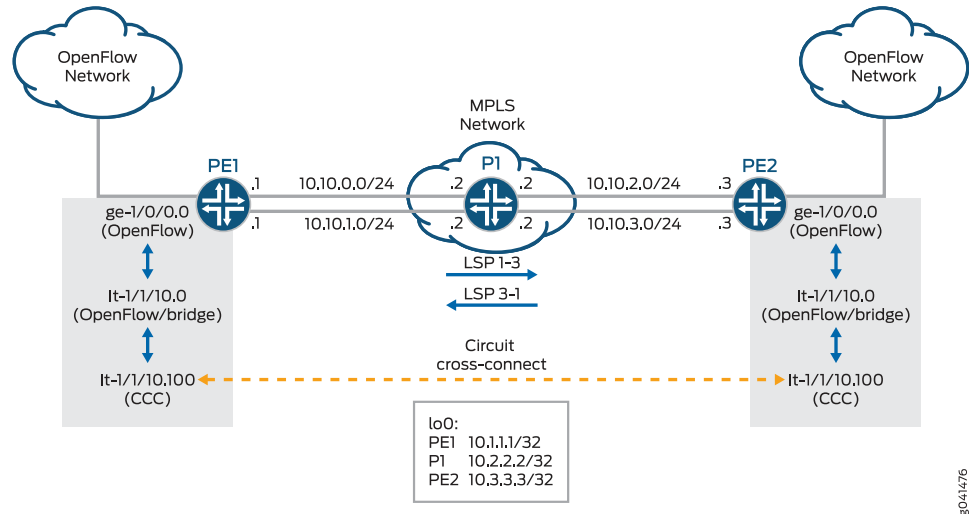 OpenFlow
Network
OpenFlow
Network
MPLS
Network
PE1
P1
PE2
.1
10.10.0.0/24
.2
.2
10.10.2.0/24
.3
.1
10.10.1.0/24
.2
.2
10.10.3.0/24
.3
ge-1/0/0.0
(OpenFlow)
ge-1/0/0.0
(OpenFlow)
LSP 1-3
LSP 3-1
lt-1/1/10.0
(OpenFlow/bridge)
lt-1/1/10.0
(OpenFlow/bridge)
Circuit
cross-connect
lt-1/1/10.100
(CCC)
lt-1/1/10.100
(CCC)
lo0:
PE1 10.1.1.1/32
P1 10.2.2.2/32
PE2 10.3.3.3/32
g041476